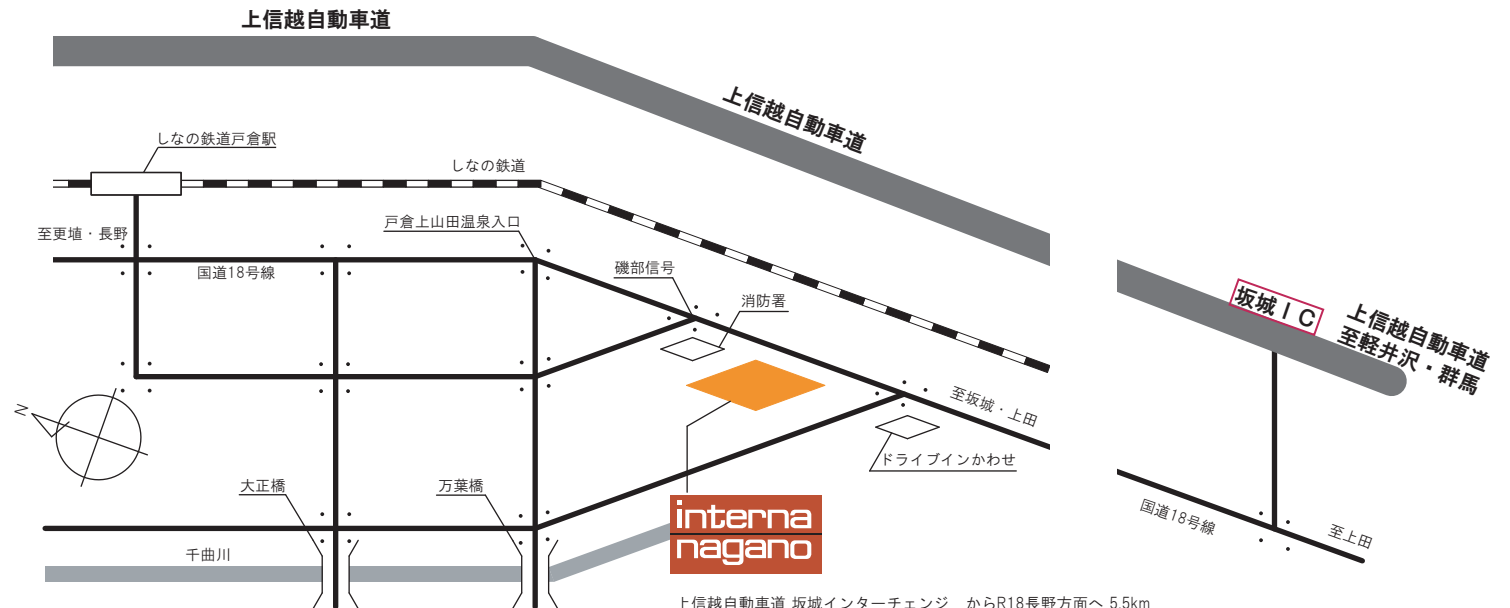 上信越自動車道
上信越自動車道
しなの鉄道戸倉駅
しなの鉄道
戸倉上山田温泉入口
至更埴・長野
国道18号線
磯部信号
消防署
坂城IC
上信越自動車道
至軽井沢・群馬
N
至坂城・上田
ドライブインかわせ
大正橋
万葉橋
interna
nagano
国道18号線
至上田
千曲川
上信越自動車道 坂城インターチェンジ からR18長野方面へ 5.5km